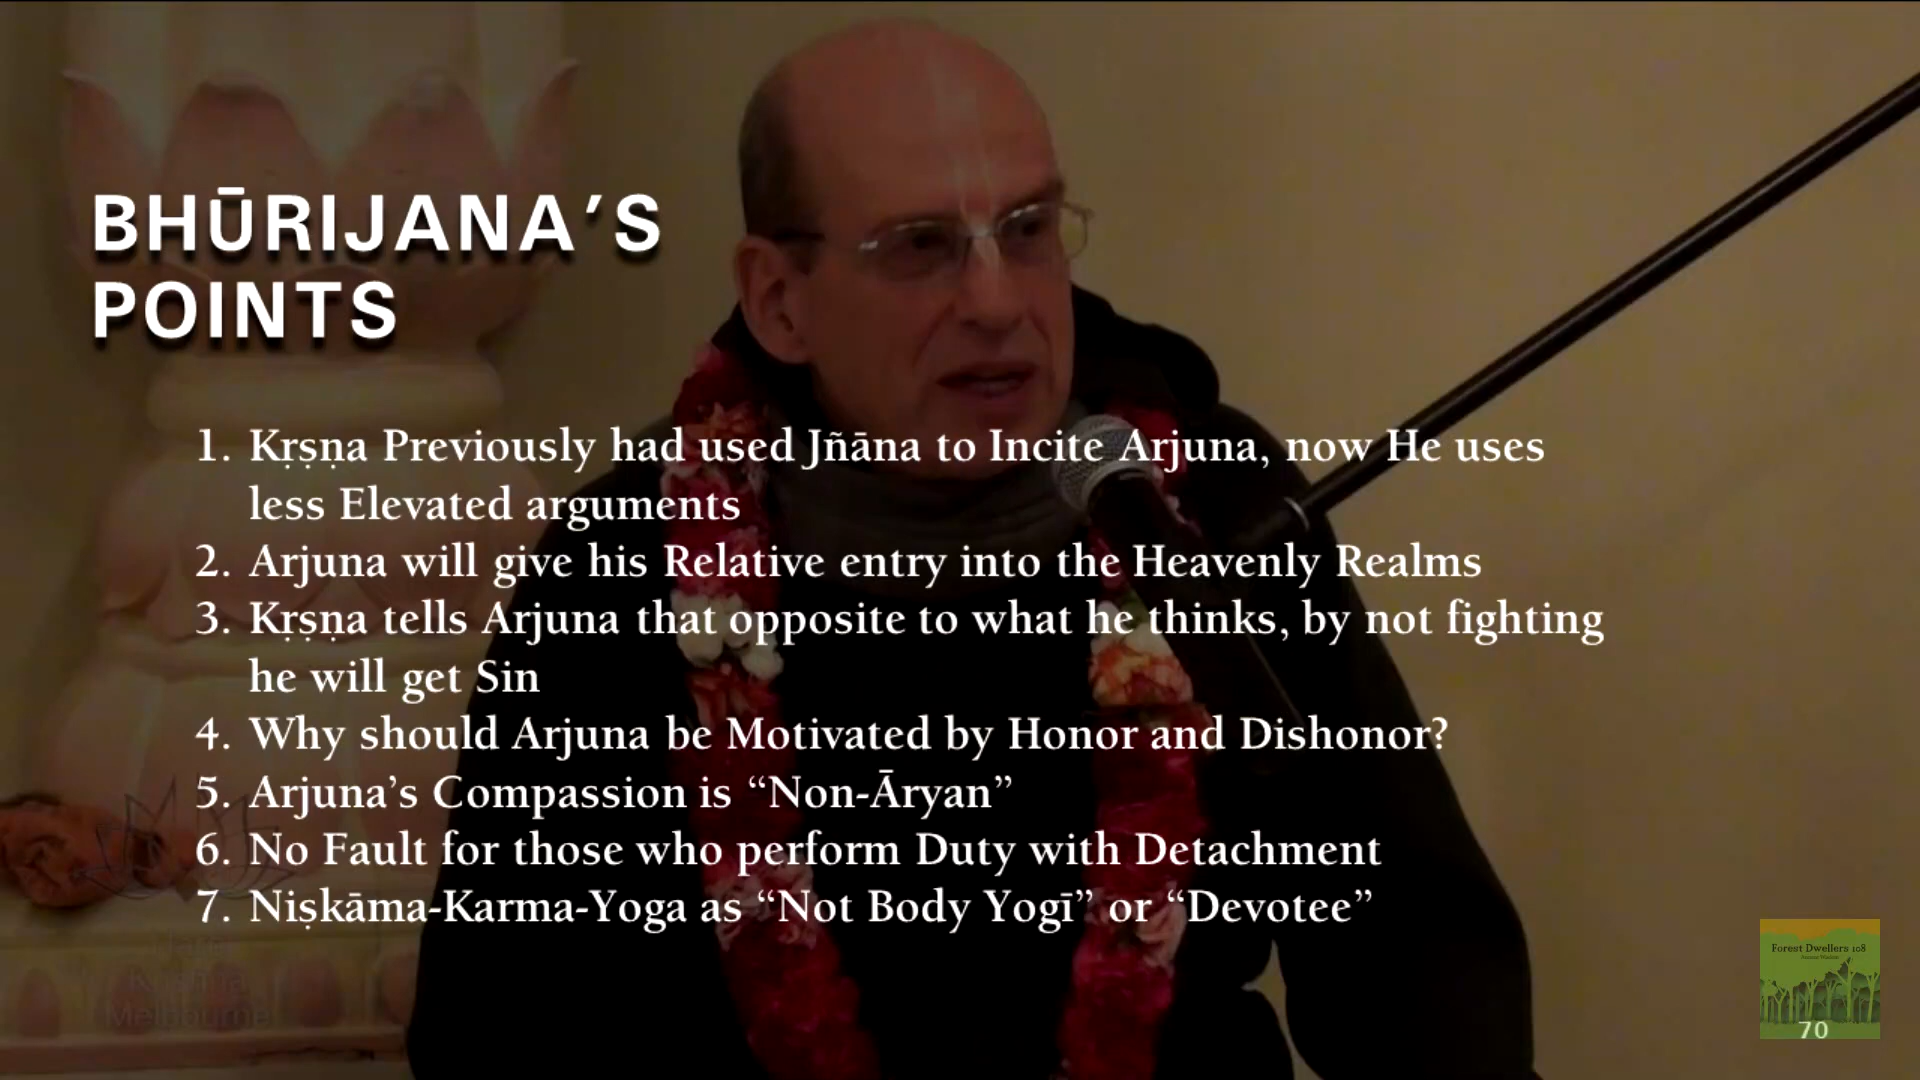 BHŪRIJANA’S
POINTS
1. Kṛṣṇa Previously had used Jñāna to Incite Arjuna, now He uses
less Elevated arguments
2. Arjuna will give his Relative entry into the Heavenly Realms
3. Kṛṣṇa tells Arjuna that opposite to what he thinks, by not fighting
he will get Sin
4. Why should Arjuna be Motivated by Honor and Dishonor?
5. Arjuna’s Compassion is “Non-Āryan”
6. No Fault for those who perform Duty with Detachment
7. Niṣkāma-Karma-Yoga as “Not Body Yogī” or “Devotee”
Krishna
Melbourne
Forest Dwellers 108
70